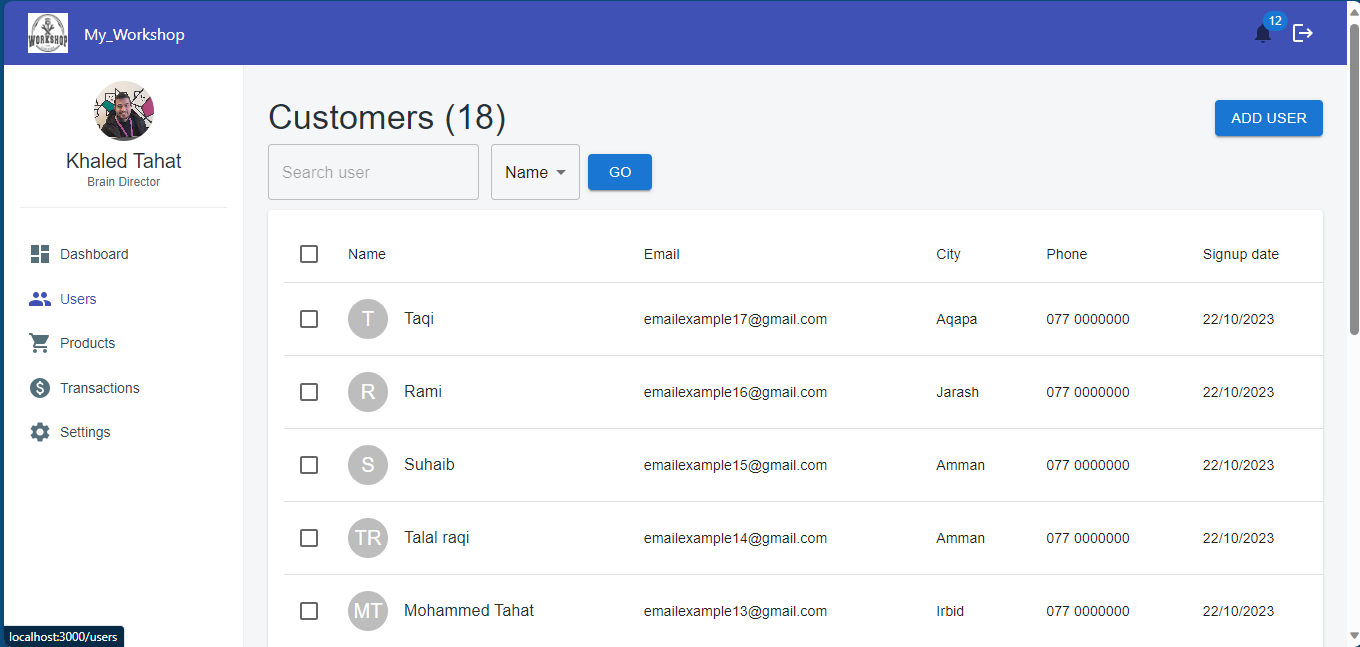 WORKSHOP
My_Workshop
12
Khaled Tahat
Brain Director
Dashboard
Users
Products
Transactions
Settings
Customers (18)
ADD USER
Search user
Name
GO
Name Email City Phone Signup date
T Taqi emailexample17@gmail.com Aqapa 077 0000000 22/10/2023
R Rami emailexample16@gmail.com Jarash 077 0000000 22/10/2023
S Suhaib emailexample15@gmail.com Amman 077 0000000 22/10/2023
TR Talal raqi emailexample14@gmail.com Amman 077 0000000 22/10/2023
MT Mohammed Tahat emailexample13@gmail.com Irbid 077 0000000 22/10/2023
localhost:3000/users